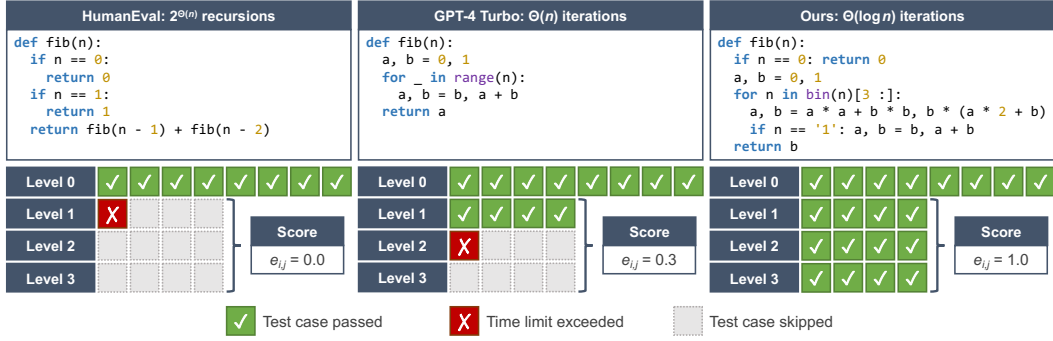 HumanEval: 2^Θ(n) recursions
def fib(n):
  if n == 0:
    return 0
  if n == 1:
    return 1
  return fib(n - 1) + fib(n - 2)
Level 0
Level 1
Level 2
Level 3
Score
e_{i,j} = 0.0
GPT-4 Turbo: Θ(n) iterations
def fib(n):
  a, b = 0, 1
  for _ in range(n):
    a, b = b, a + b
  return a
Level 0
Level 1
Level 2
Level 3
Score
e_{i,j} = 0.3
Ours: Θ(log n) iterations
def fib(n):
  if n == 0: return 0
  a, b = 0, 1
  for n in bin(n)[3 :]:
    a, b = a * a + b * b, b * (a * 2 + b)
    if n == '1': a, b = b, a + b
  return b
Level 0
Level 1
Level 2
Level 3
Score
e_{i,j} = 1.0
Test case passed
Time limit exceeded
Test case skipped